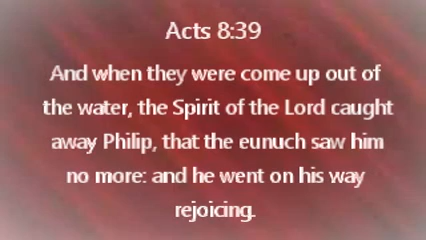 Acts 8:39
And when they were come up out of
the water, the Spirit of the Lord caught
away Philip, that the eunuch saw him
no more: and he went on his way
rejoicing.